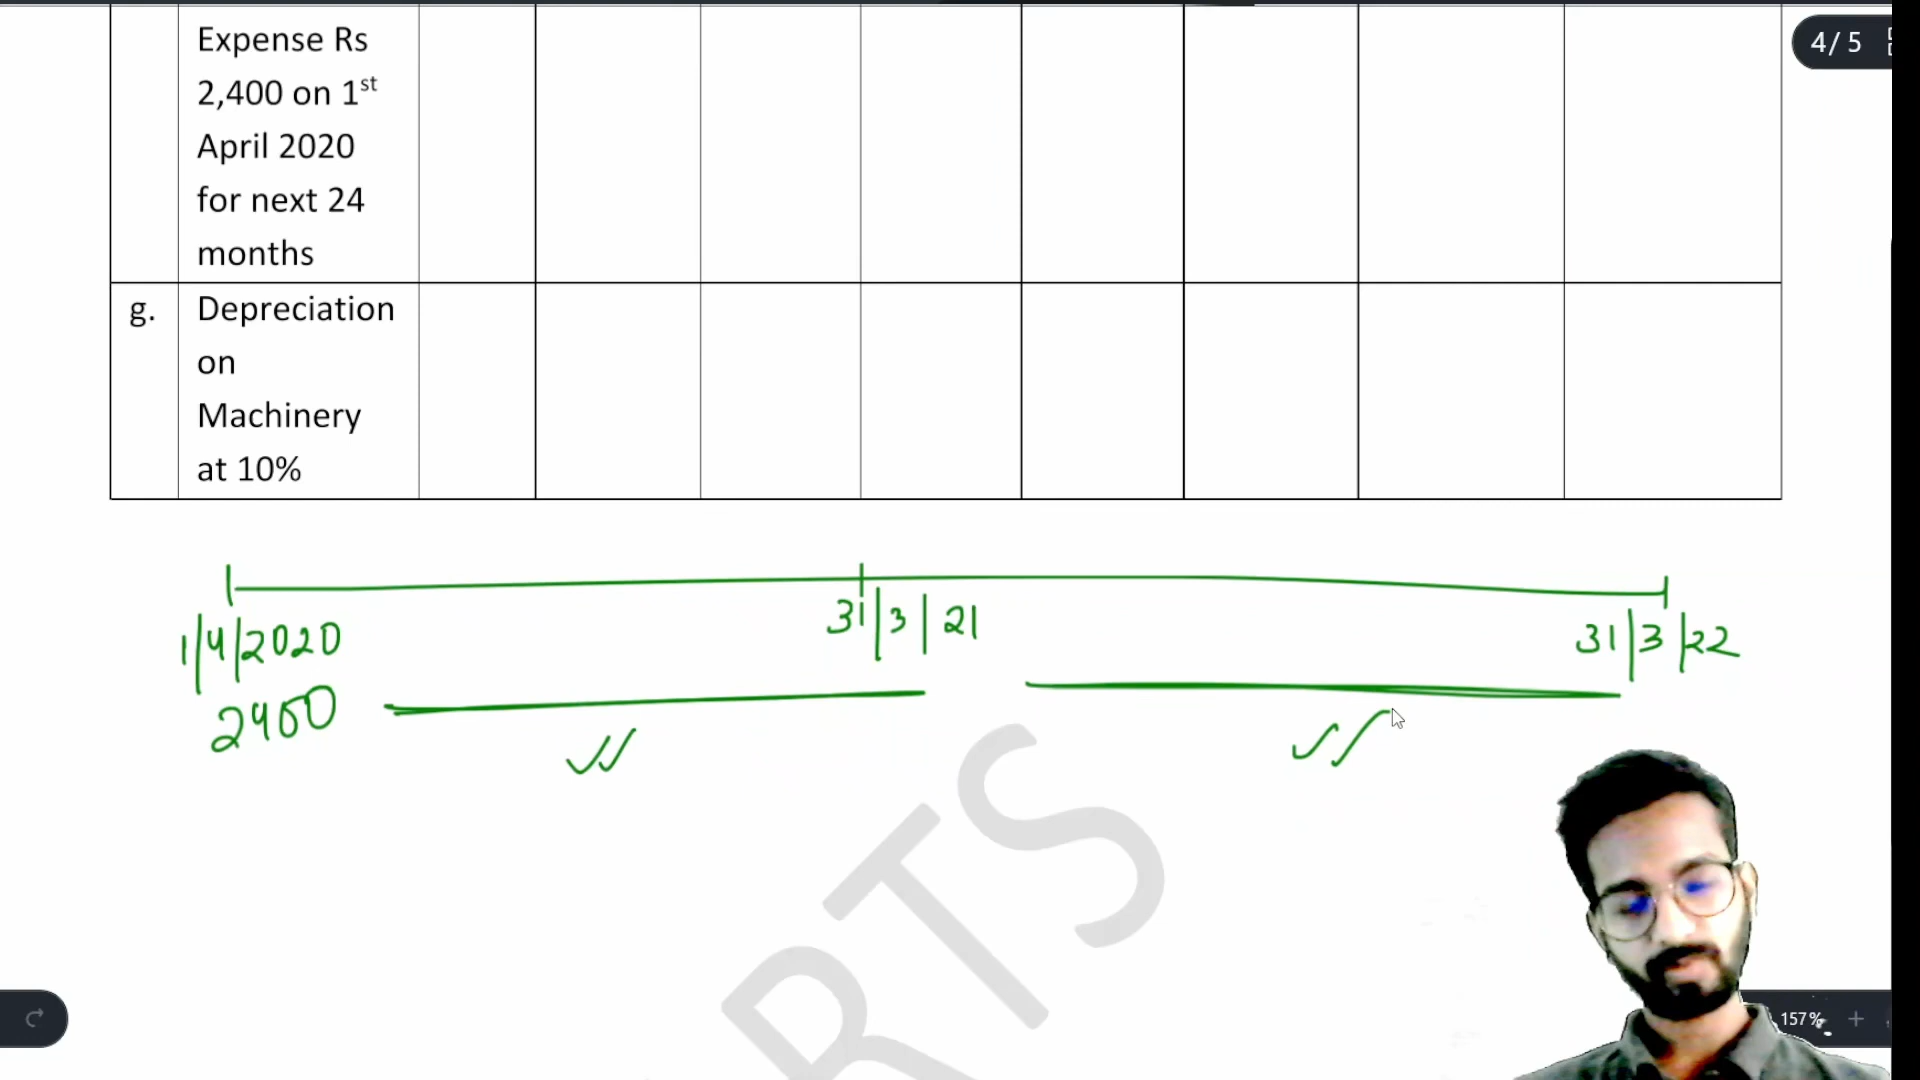 4/5
Expense Rs
2,400 on 1st
April 2020
for next 24
months
g. Depreciation
on
Machinery
at 10%
1/4/2020 31/3/21 31/3/22
2400
RTS
157%